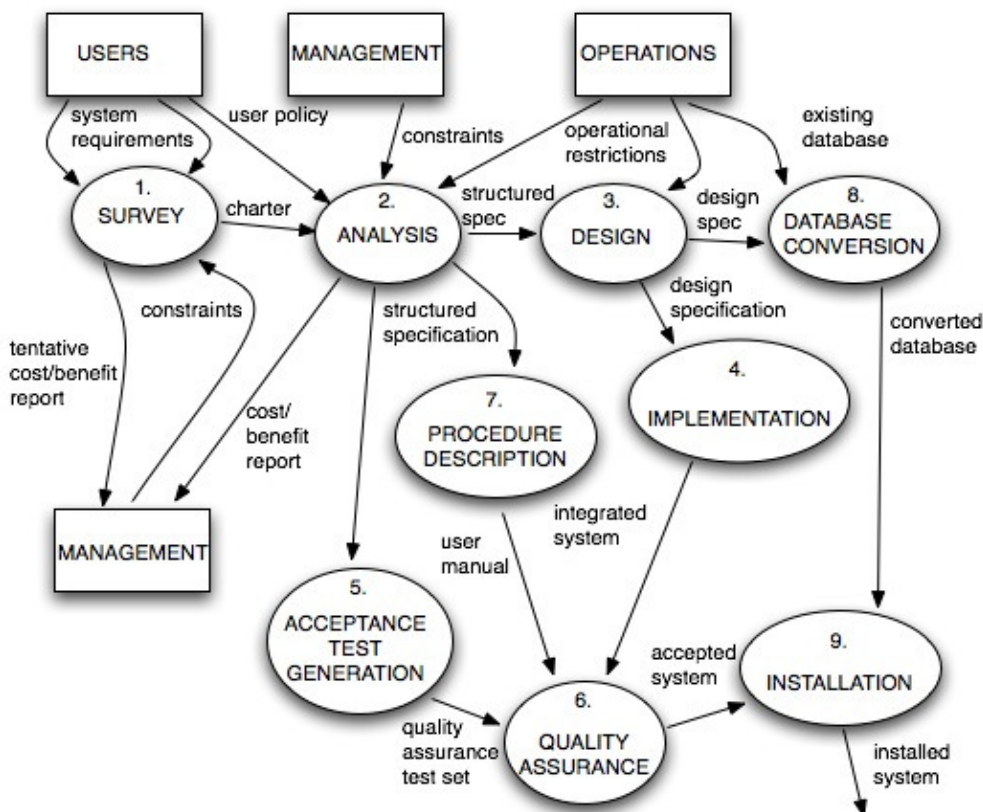 USERS
MANAGEMENT
OPERATIONS
system
requirements
user policy
constraints
operational
restrictions
existing
database
1.
SURVEY
charter
2.
ANALYSIS
structured
spec
3.
DESIGN
design
spec
8.
DATABASE
CONVERSION
constraints
structured
specification
design
specification
converted
database
tentative
cost/benefit
report
cost/
benefit
report
7.
PROCEDURE
DESCRIPTION
4.
IMPLEMENTATION
MANAGEMENT
user
manual
integrated
system
5.
ACCEPTANCE
TEST
GENERATION
quality
assurance
test set
6.
QUALITY
ASSURANCE
accepted
system
9.
INSTALLATION
installed
system